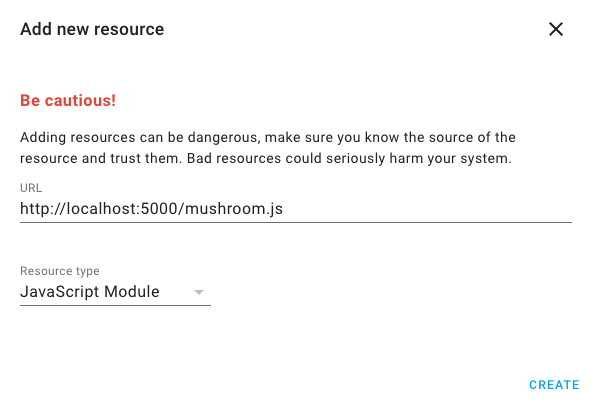 Add new resource
Be cautious!
Adding resources can be dangerous, make sure you know the source of the
resource and trust them. Bad resources could seriously harm your system.
URL
http://localhost:5000/mushroom.js
Resource type
JavaScript Module
CREATE